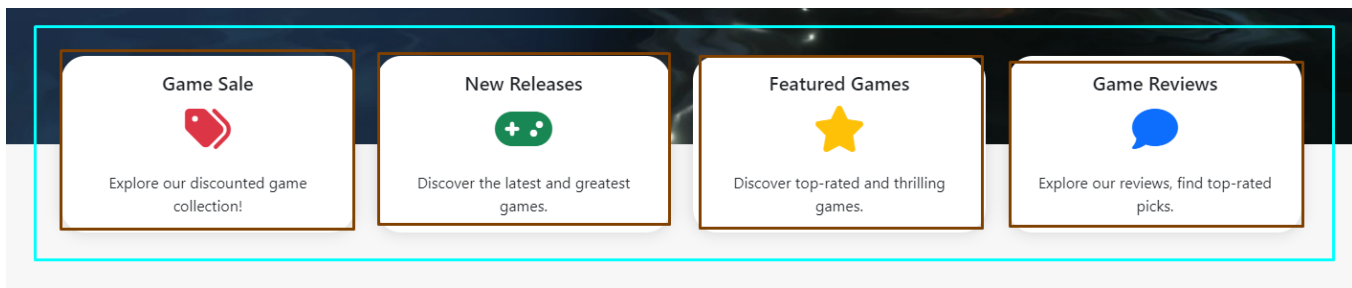 Game Sale
Explore our discounted game
collection!
New Releases
Discover the latest and greatest
games.
Featured Games
Discover top-rated and thrilling
games.
Game Reviews
Explore our reviews, find top-rated
picks.